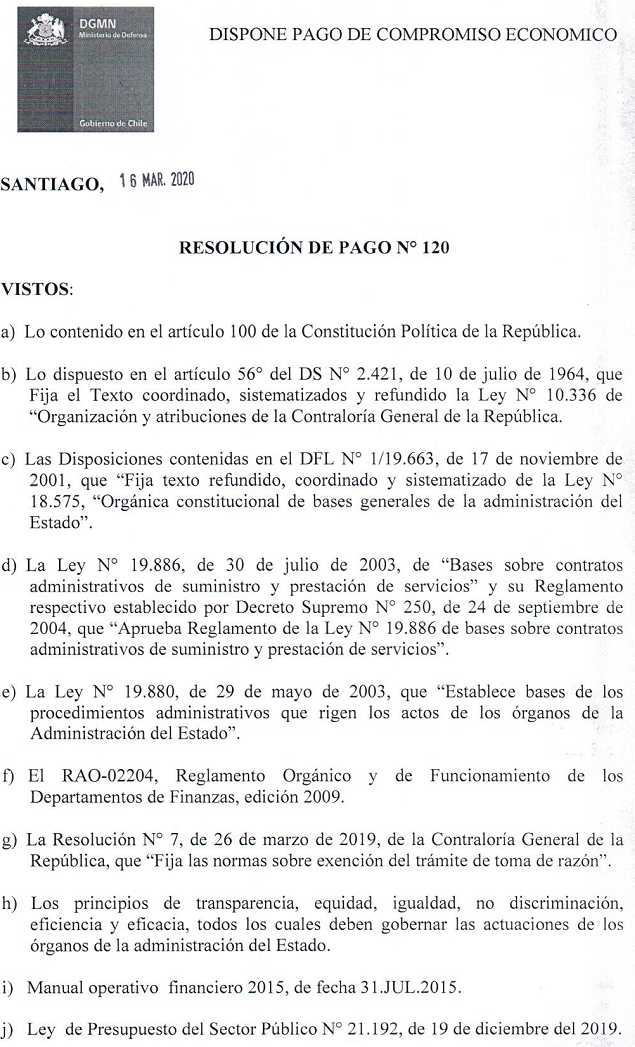 DGMN
Ministerio de Defensa
Gobierno de Chile
DISPONE PAGO DE COMPROMISO ECONOMICO
SANTIAGO, 16 MAR. 2020
RESOLUCIÓN DE PAGO N° 120
VISTOS:
a) Lo contenido en el artículo 100 de la Constitución Política de la República.
b) Lo dispuesto en el artículo 56° del DS N° 2.421, de 10 de julio de 1964, que
Fija el Texto coordinado, sistematizados y refundido la Ley N° 10.336 de
“Organización y atribuciones de la Contraloría General de la República.
c) Las Disposiciones contenidas en el DFL N° 1/19.663, de 17 de noviembre de
2001, que “Fija texto refundido, coordinado y sistematizado de la Ley N°
18.575, “Orgánica constitucional de bases generales de la administración del
Estado”.
d) La Ley N° 19.886, de 30 de julio de 2003, de “Bases sobre contratos
administrativos de suministro y prestación de servicios” y su Reglamento
respectivo establecido por Decreto Supremo N° 250, de 24 de septiembre de
2004, que “Aprueba Reglamento de la Ley N° 19.886 de bases sobre contratos
administrativos de suministro y prestación de servicios”.
e) La Ley N° 19.880, de 29 de mayo de 2003, que “Establece bases de los
procedimientos administrativos que rigen los actos de los órganos de la
Administración del Estado”.
f) El RAO-02204, Reglamento Orgánico y de Funcionamiento de los
Departamentos de Finanzas, edición 2009.
g) La Resolución N° 7, de 26 de marzo de 2019, de la Contraloría General de la
República, que “Fija las normas sobre exención del trámite de toma de razón”.
h) Los principios de transparencia, equidad, igualdad, no discriminación,
eficiencia y eficacia, todos los cuales deben gobernar las actuaciones de los
órganos de la administración del Estado.
i) Manual operativo financiero 2015, de fecha 31.JUL.2015.
j) Ley de Presupuesto del Sector Público N° 21.192, de 19 de diciembre del 2019.